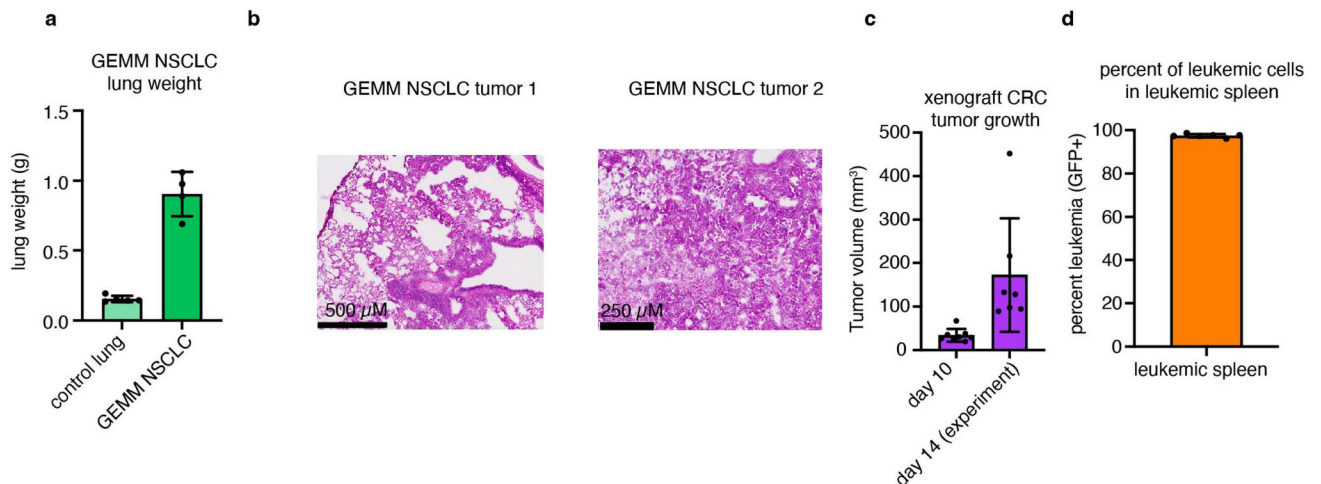 a
GEMM NSCLC
lung weight
lung weight (g)
1.5
1.0
0.5
0.0
control lung
GEMM NSCLC
b
GEMM NSCLC tumor 1
500 µM
GEMM NSCLC tumor 2
250 µM
c
xenograft CRC
tumor growth
Tumor volume (mm³)
500
400
300
200
100
0
day 10
day 14 (experiment)
d
percent of leukemic cells
in leukemic spleen
percent leukemia (GFP+)
100
80
60
40
20
0
leukemic spleen